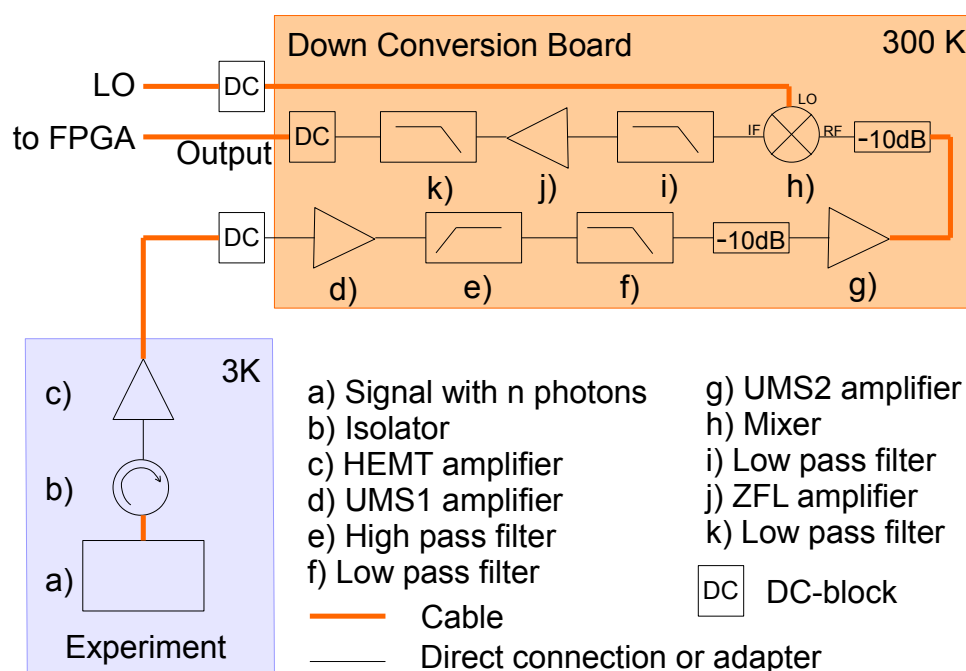 Down Conversion Board 300 K
LO DC LO
to FPGA DC IF RF -10dB
Output
k) j) i) h)
DC -10dB
d) e) f) g)
3K
c)
b)
a)
Experiment
a) Signal with n photons
b) Isolator
c) HEMT amplifier
d) UMS1 amplifier
e) High pass filter
f) Low pass filter
g) UMS2 amplifier
h) Mixer
i) Low pass filter
j) ZFL amplifier
k) Low pass filter
DC DC-block
Cable
Direct connection or adapter